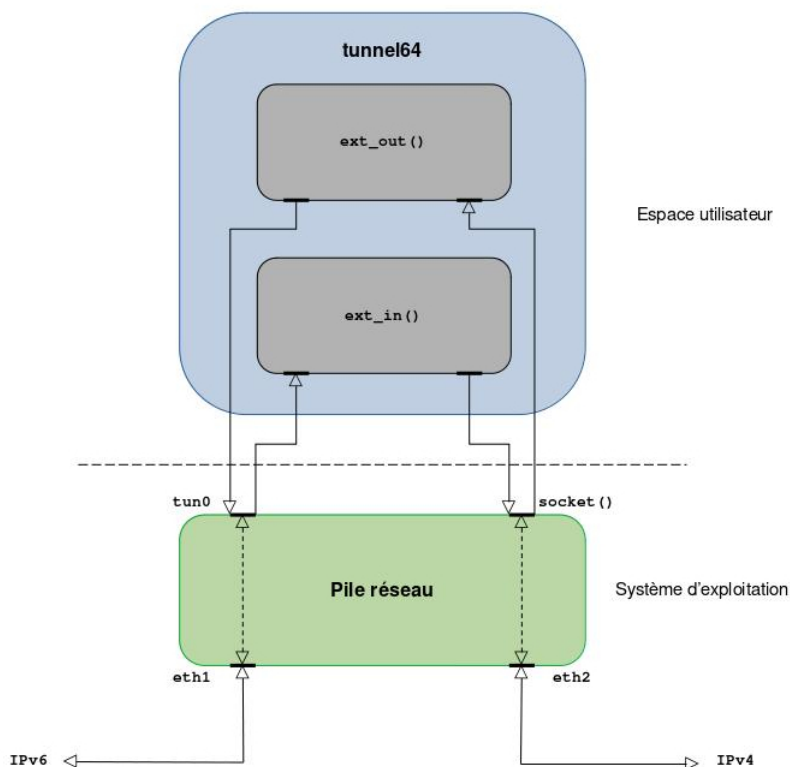 tunnel64
ext_out()
Espace utilisateur
ext_in()
tun0
socket()
Pile réseau
Système d'exploitation
eth1
eth2
IPv6
IPv4